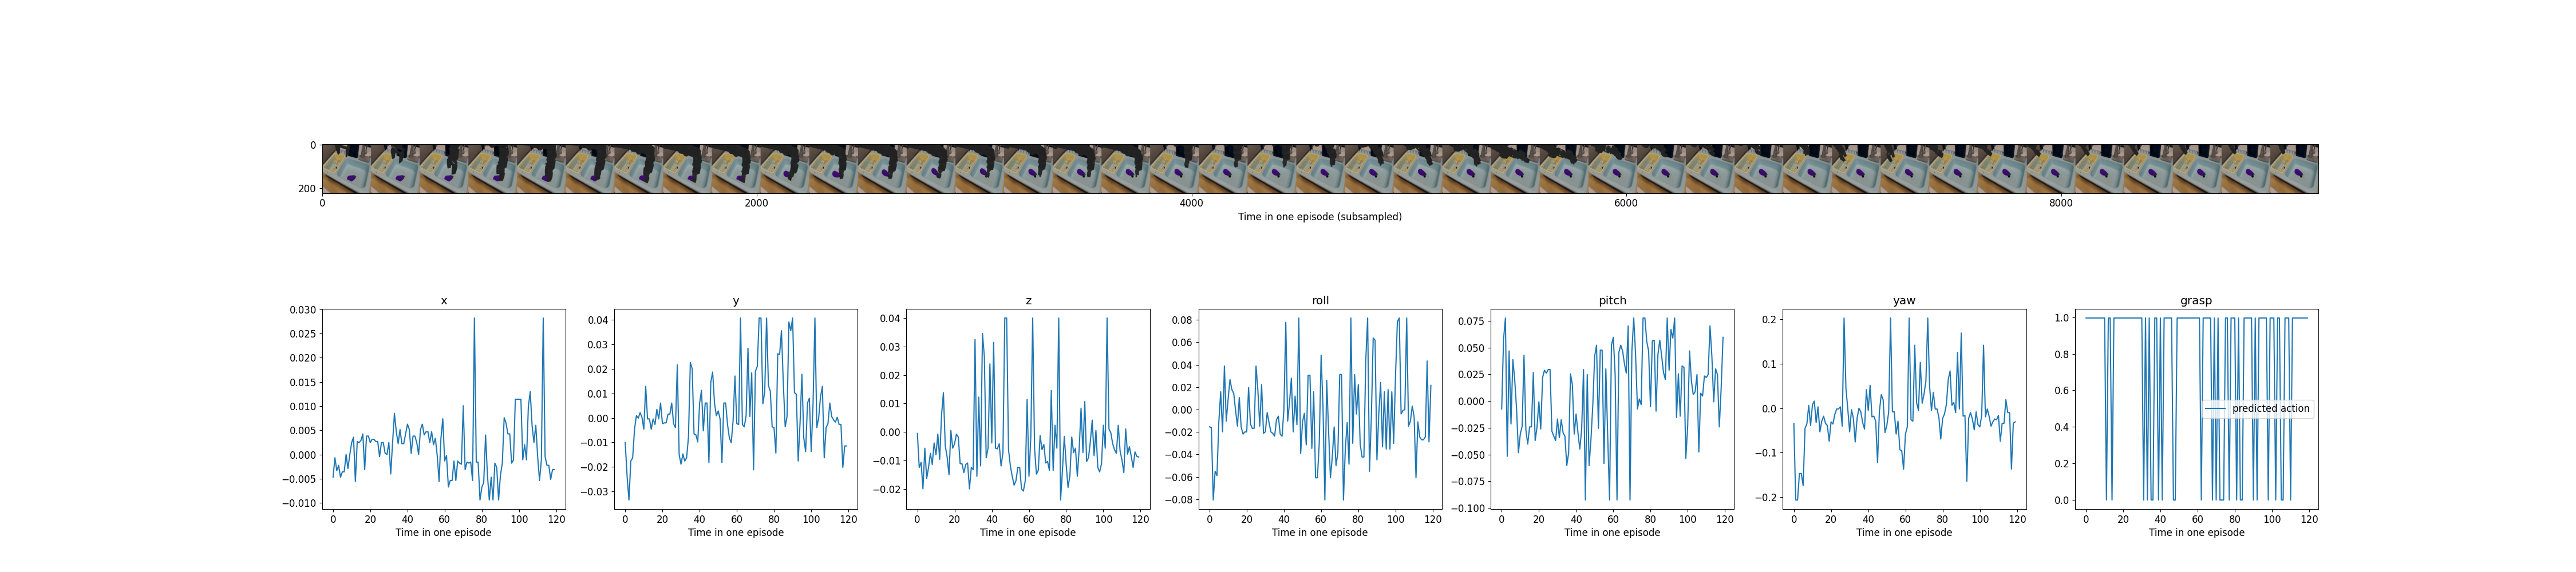 0
200
0 2000 4000 6000 8000
Time in one episode (subsampled)
x
0.030
0.025
0.020
0.015
0.010
0.005
0.000
−0.005
−0.010
0 20 40 60 80 100 120
Time in one episode
y
0.04
0.03
0.02
0.01
0.00
−0.01
−0.02
−0.03
0 20 40 60 80 100 120
Time in one episode
z
0.04
0.03
0.02
0.01
0.00
−0.01
−0.02
0 20 40 60 80 100 120
Time in one episode
roll
0.08
0.06
0.04
0.02
0.00
−0.02
−0.04
−0.06
−0.08
0 20 40 60 80 100 120
Time in one episode
pitch
0.075
0.050
0.025
0.000
−0.025
−0.050
−0.075
−0.100
0 20 40 60 80 100 120
Time in one episode
yaw
0.2
0.1
0.0
−0.1
−0.2
0 20 40 60 80 100 120
Time in one episode
grasp
1.0
0.8
0.6
0.4
0.2
0.0
predicted action
0 20 40 60 80 100 120
Time in one episode